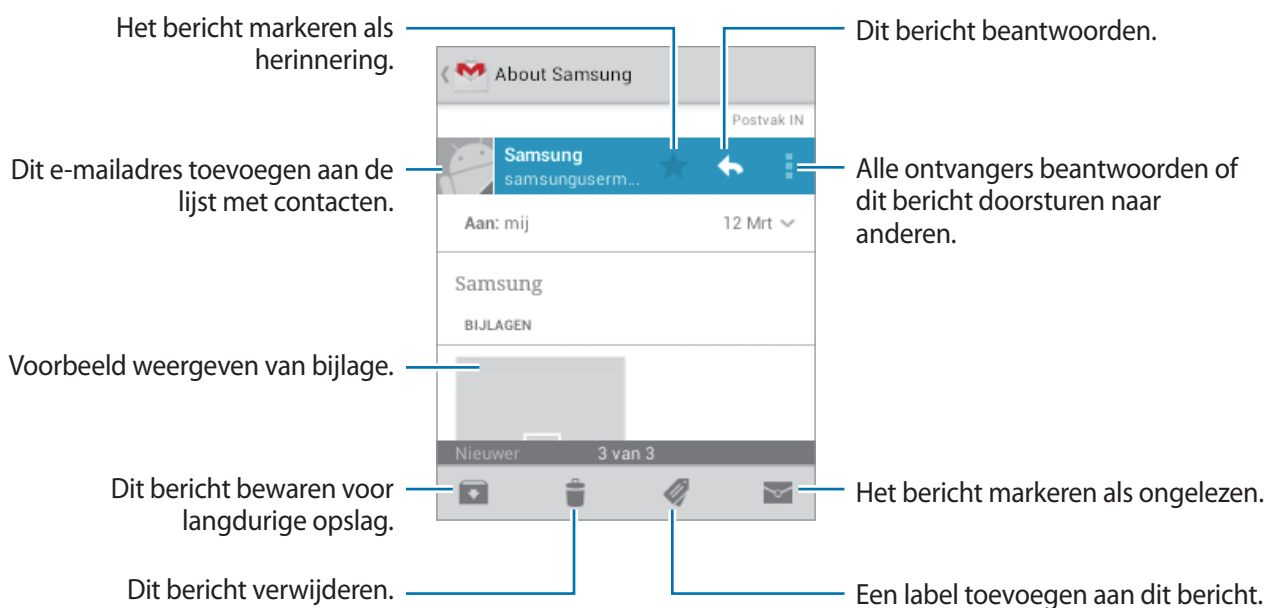 Het bericht markeren als
herinnering.
Dit e-mailadres toevoegen aan de
lijst met contacten.
Voorbeeld weergeven van bijlage.
Dit bericht bewaren voor
langdurige opslag.
Dit bericht verwijderen.
About Samsung
Postvak IN
Samsung
samsunguserm...
Aan: mij
12 Mrt
Samsung
BIJLAGEN
Nieuwer
3 van 3
Dit bericht beantwoorden.
Alle ontvangers beantwoorden of
dit bericht doorsturen naar
anderen.
Het bericht markeren als ongelezen.
Een label toevoegen aan dit bericht.